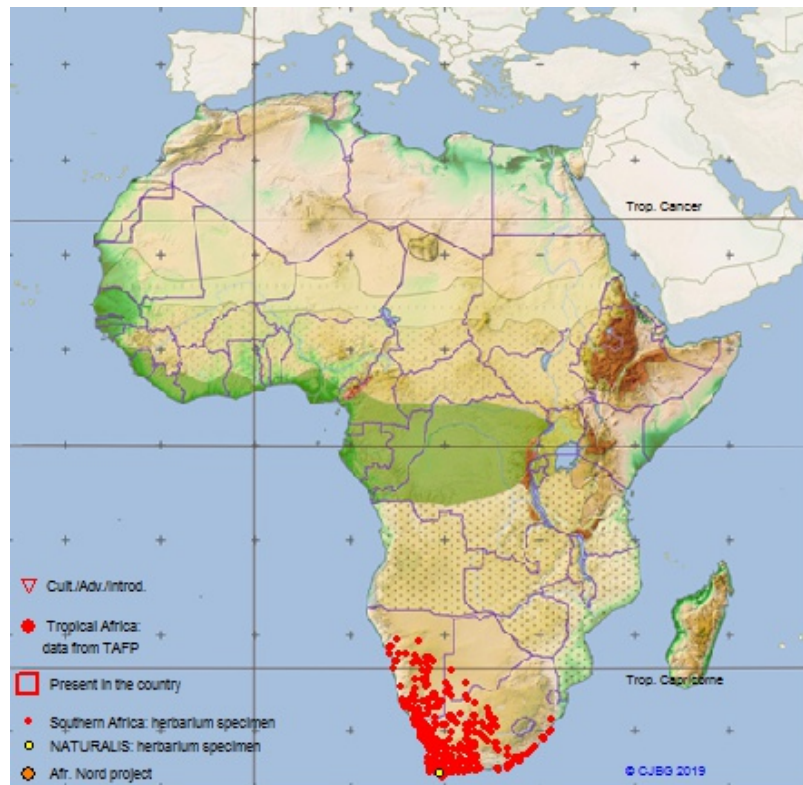 Trop. Cancer
Cult./Adv./Introd.
Tropical Africa:
data from TAFP
Present in the country
Trop. Capricorne
Southern Africa: herbarium specimen
NATURALIS: herbarium specimen
Afr. Nord project
© CJBG 2019